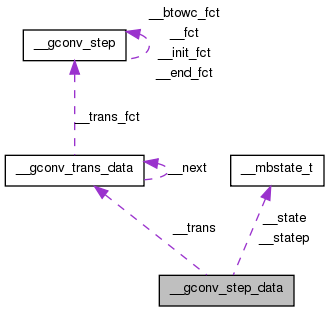 __btowc_fct
__fct
__init_fct
__end_fct
__gconv_step
__trans_fct
__gconv_trans_data
__next
__mbstate_t
__trans
__state
__statep
__gconv_step_data